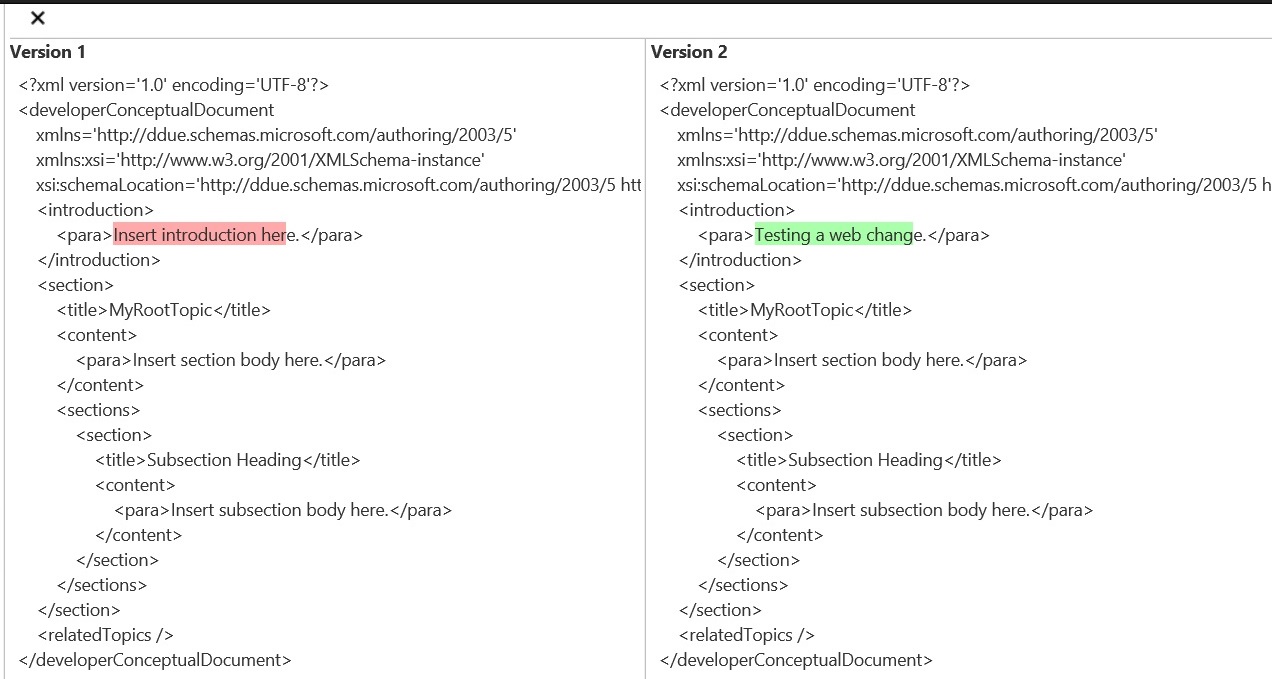 Version 1
<?xml version='1.0' encoding='UTF-8'?>
<developerConceptualDocument
xmlns='http://ddue.schemas.microsoft.com/authoring/2003/5'
xmlns:xsi='http://www.w3.org/2001/XMLSchema-instance'
xsi:schemaLocation='http://ddue.schemas.microsoft.com/authoring/2003/5 htt
<introduction>
<para>Insert introduction here.</para>
</introduction>
<section>
<title>MyRootTopic</title>
<content>
<para>Insert section body here.</para>
</content>
<sections>
<section>
<title>Subsection Heading</title>
<content>
<para>Insert subsection body here.</para>
</content>
</section>
</sections>
</section>
<relatedTopics />
</developerConceptualDocument>
Version 2
<?xml version='1.0' encoding='UTF-8'?>
<developerConceptualDocument
xmlns='http://ddue.schemas.microsoft.com/authoring/2003/5'
xmlns:xsi='http://www.w3.org/2001/XMLSchema-instance'
xsi:schemaLocation='http://ddue.schemas.microsoft.com/authoring/2003/5 h
<introduction>
<para>Testing a web change.</para>
</introduction>
<section>
<title>MyRootTopic</title>
<content>
<para>Insert section body here.</para>
</content>
<sections>
<section>
<title>Subsection Heading</title>
<content>
<para>Insert subsection body here.</para>
</content>
</section>
</sections>
</section>
<relatedTopics />
</developerConceptualDocument>